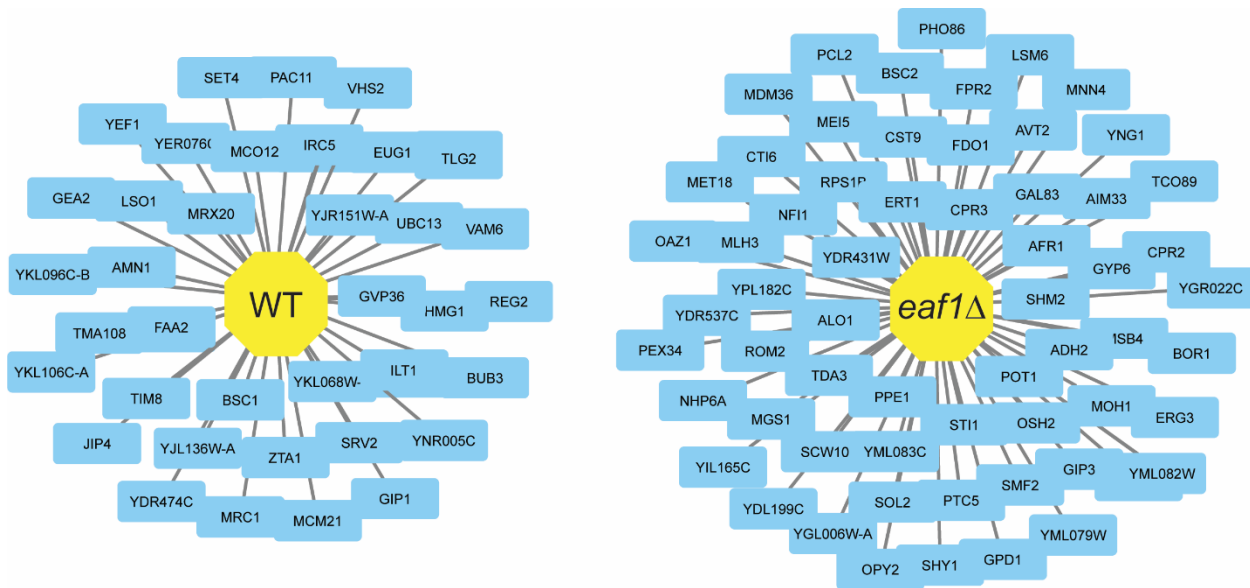 SET4
PAC11
VHS2
YEF1
YER076C
MCO12
IRC5
EUG1
TLG2
GEA2
LSO1
MRX20
YJR151W-A
UBC13
VAM6
YKL096C-B
AMN1
WT
GVP36
HMG1
REG2
TMA108
FAA2
YKL106C-A
TIM8
BSC1
YKL068W-
ILT1
BUB3
JIP4
YJL136W-A
ZTA1
SRV2
YNR005C
YDR474C
MRC1
MCM21
GIP1
PHO86
PCL2
BSC2
FPR2
LSM6
MNN4
MDM36
MEI5
CST9
FDO1
AVT2
YNG1
CTI6
MET18
RPS1B
ERT1
CPR3
GAL83
AIM33
TCO89
NFI1
OAZ1
MLH3
YDR431W
AFR1
GYP6
CPR2
YGR022C
YPL182C
YDR537C
ALO1
eaf1Δ
SHM2
PEX34
ROM2
TDA3
PPE1
POT1
ADH2
MSB4
BOR1
NHP6A
MGS1
STI1
OSH2
MOH1
ERG3
YIL165C
SCW10
YML083C
GIP3
YML082W
YDL199C
SOL2
PTC5
SMF2
YGL006W-A
YML079W
OPY2
SHY1
GPD1